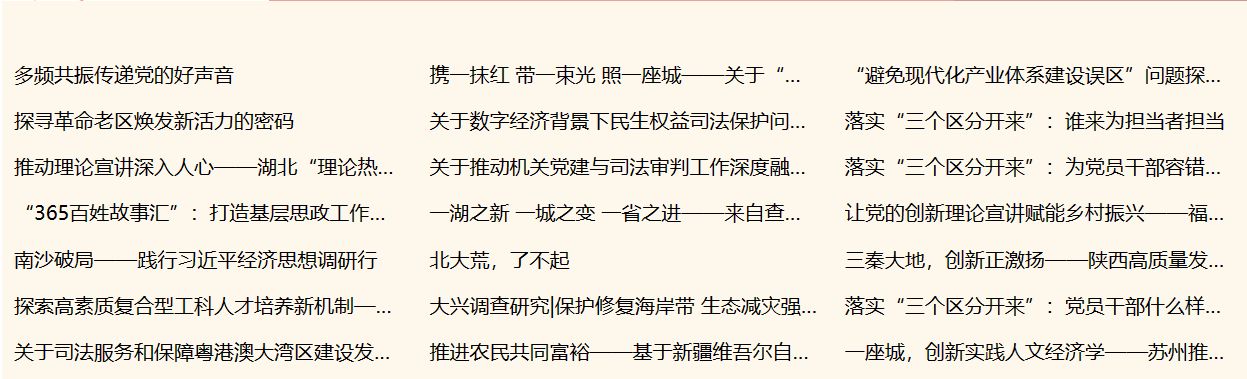 多频共振传递党的好声音
探寻革命老区焕发新活力的密码
推动理论宣讲深入人心——湖北“理论热...
“365百姓故事汇”：打造基层思政工作...
南沙破局——践行习近平经济思想调研行
探索高素质复合型工科人才培养新机制—...
关于司法服务和保障粤港澳大湾区建设发...
携一抹红 带一束光 照一座城——关于“...
关于数字经济背景下民生权益司法保护问...
关于推动机关党建与司法审判工作深度融...
一湖之新 一城之变 一省之进——来自查...
北大荒，了不起
大兴调查研究|保护修复海岸带 生态减灾强...
推进农民共同富裕——基于新疆维吾尔自...
“避免现代化产业体系建设误区”问题探...
落实“三个区分开来”：谁来为担当者担当
落实“三个区分开来”：为党员干部容错...
让党的创新理论宣讲赋能乡村振兴——福...
三秦大地，创新正激扬——陕西高质量发...
落实“三个区分开来”：党员干部什么样...
一座城，创新实践人文经济学——苏州推...